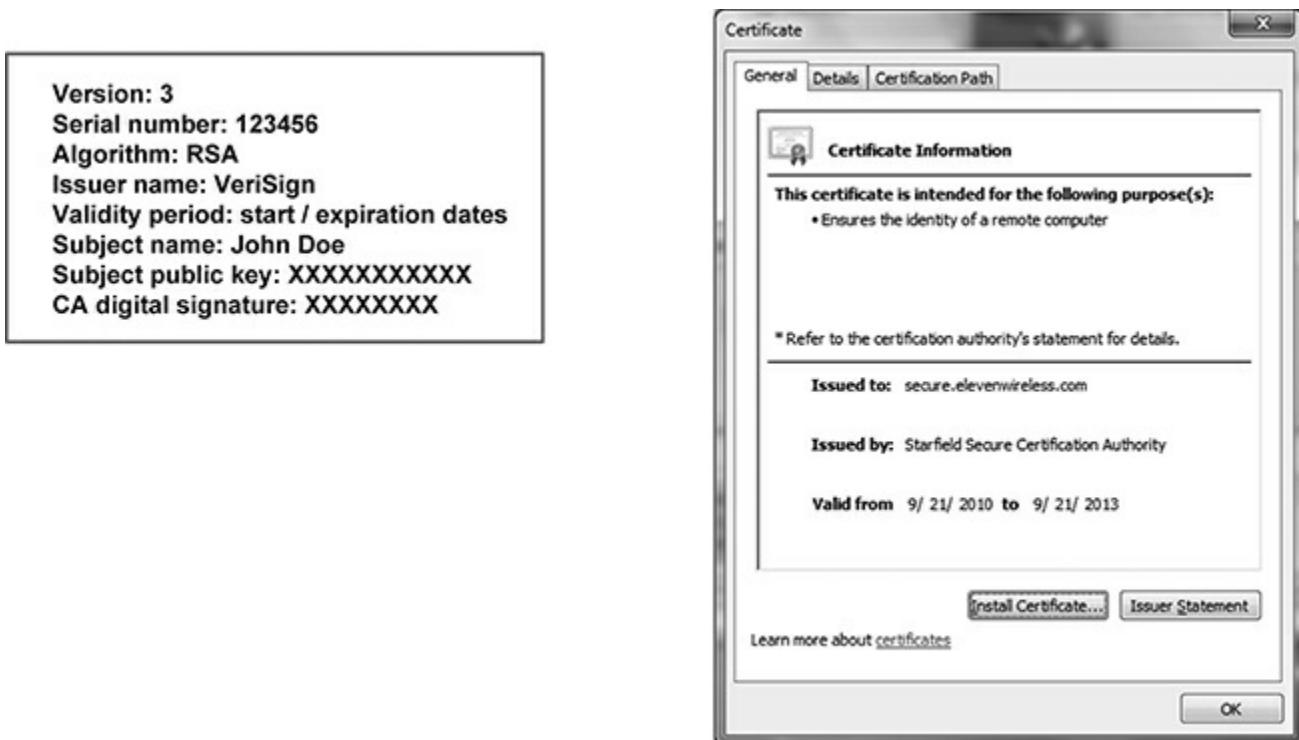 Version: 3
Serial number: 123456
Algorithm: RSA
Issuer name: VeriSign
Validity period: start / expiration dates
Subject name: John Doe
Subject public key: XXXXXXXXXXX
CA digital signature: XXXXXXXX
Certificate
General Details Certification Path
Certificate Information
This certificate is intended for the following purpose(s):
• Ensures the identity of a remote computer
* Refer to the certification authority's statement for details.
Issued to: secure.elevenwireless.com
Issued by: Starfield Secure Certification Authority
Valid from 9/ 21/ 2010 to 9/ 21/ 2013
Install Certificate... Issuer Statement
Learn more about certificates
OK